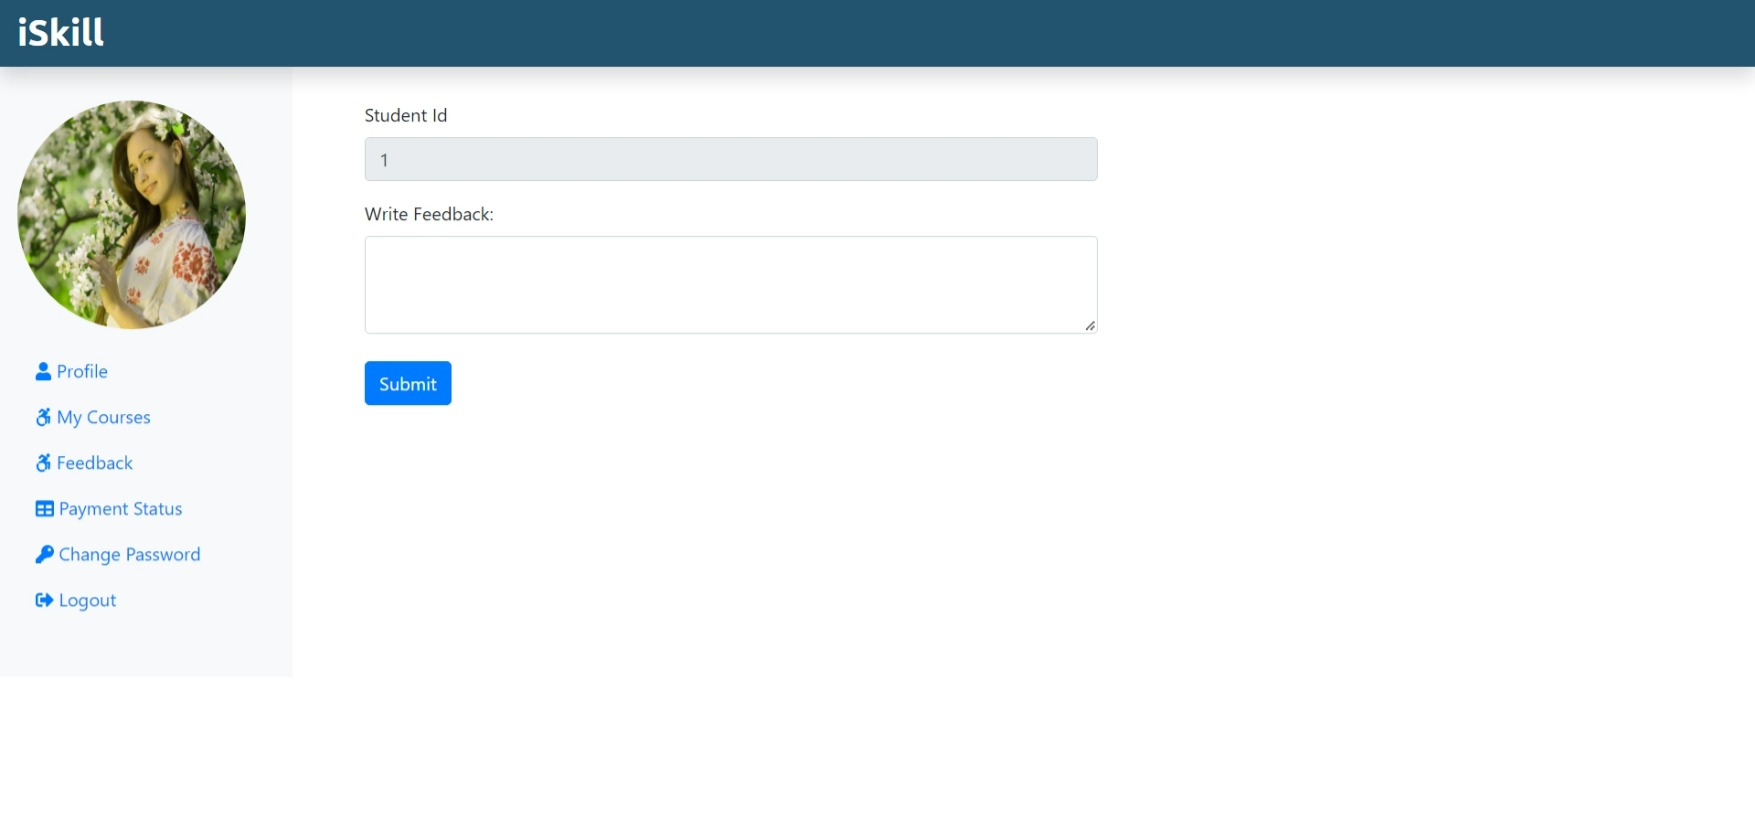 iSkill
Student Id
1
Write Feedback:
Submit
Profile
My Courses
Feedback
Payment Status
Change Password
Logout